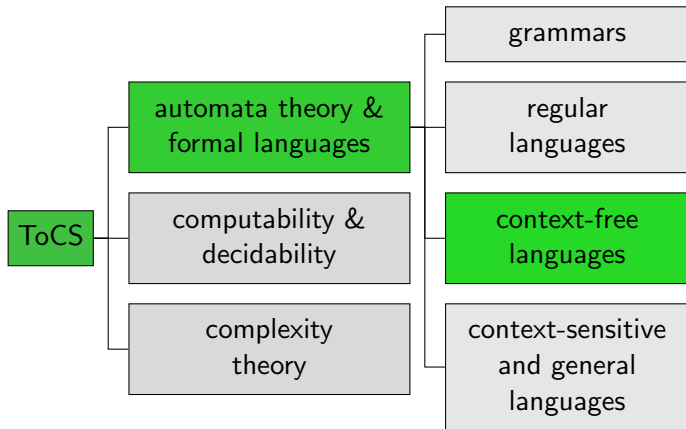 ToCS
automata theory &
formal languages
computability &
decidability
complexity
theory
grammars
regular
languages
context-free
languages
context-sensitive
and general
languages